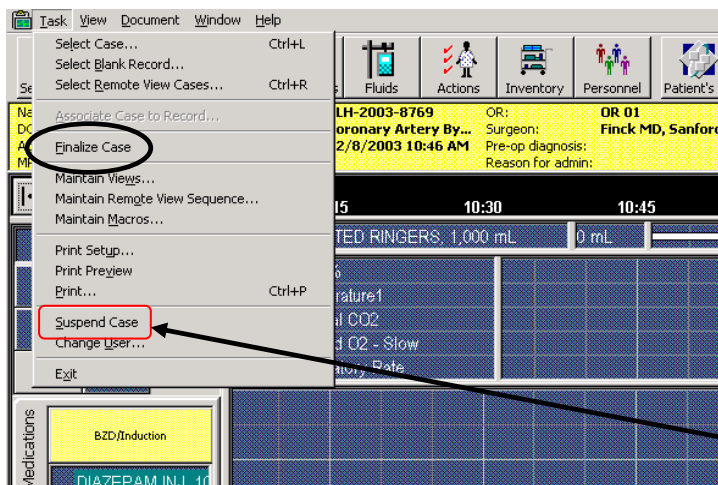 Task View Document Window Help
Select Case... Ctrl+L
Select Blank Record...
Select Remote View Cases... Ctrl+R
Associate Case to Record...
Finalize Case
Maintain Views...
Maintain Remote View Sequence...
Maintain Macros...
Print Setup...
Print Preview
Print... Ctrl+P
Suspend Case
Change User...
Exit
Fluids Actions Inventory Personnel Patient's
LH-2003-8769 OR: OR 01
oronary Artery By... Surgeon: Finck MD, Sanfor
2/8/2003 10:46 AM Pre-op diagnosis:
Reason for admin:
15 10:30 10:45
TED RINGERS, 1,000 mL 0 mL
%
rature1
al CO2
d O2 - Slow
atory Rate
Medications
BZD/Induction
DIAZEPAM INJ, 10